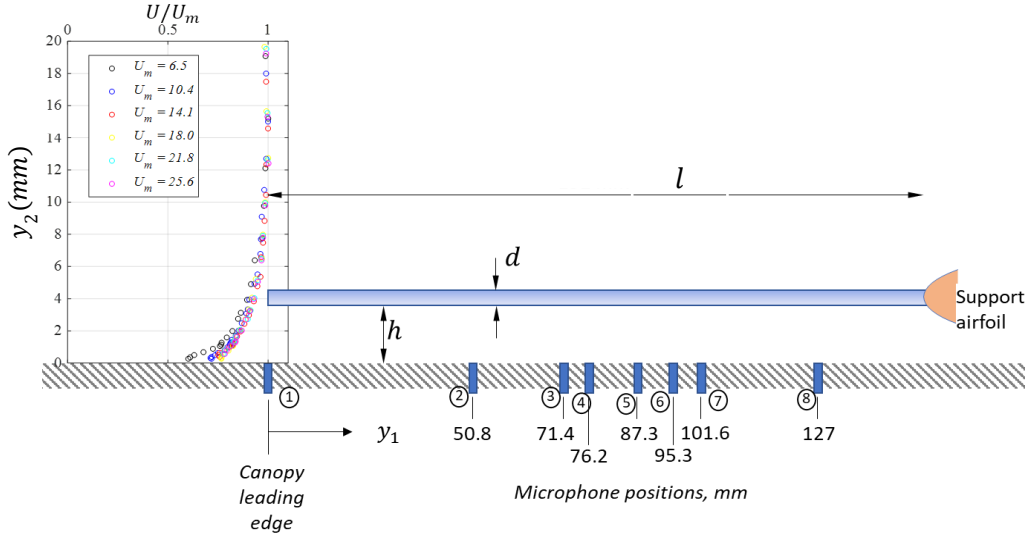 U/U_m
0 0.5 1
20
18
16
14
12
10
8
6
4
2
0
y_2(mm)
U_m = 6.5
U_m = 10.4
U_m = 14.1
U_m = 18.0
U_m = 21.8
U_m = 25.6
l
d
h
Support
airfoil
1 2 3 4 5 6 7 8
y_1
50.8 71.4 87.3 101.6 127
76.2 95.3
Canopy
leading
edge
Microphone positions, mm